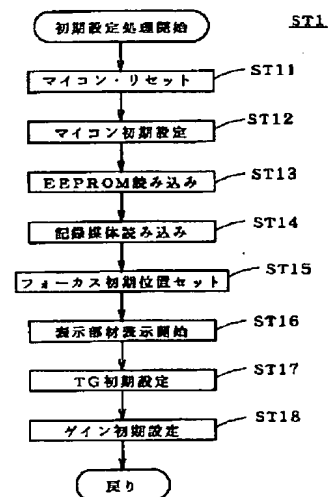 初期設定処理開始
ST1
マイコン・リセット
ST11
マイコン初期設定
ST12
EEPROM読み込み
ST13
記録媒体読み込み
ST14
フォーカス初期位置セット
ST15
表示部材表示開始
ST16
TG初期設定
ST17
ゲイン初期設定
ST18
戻り